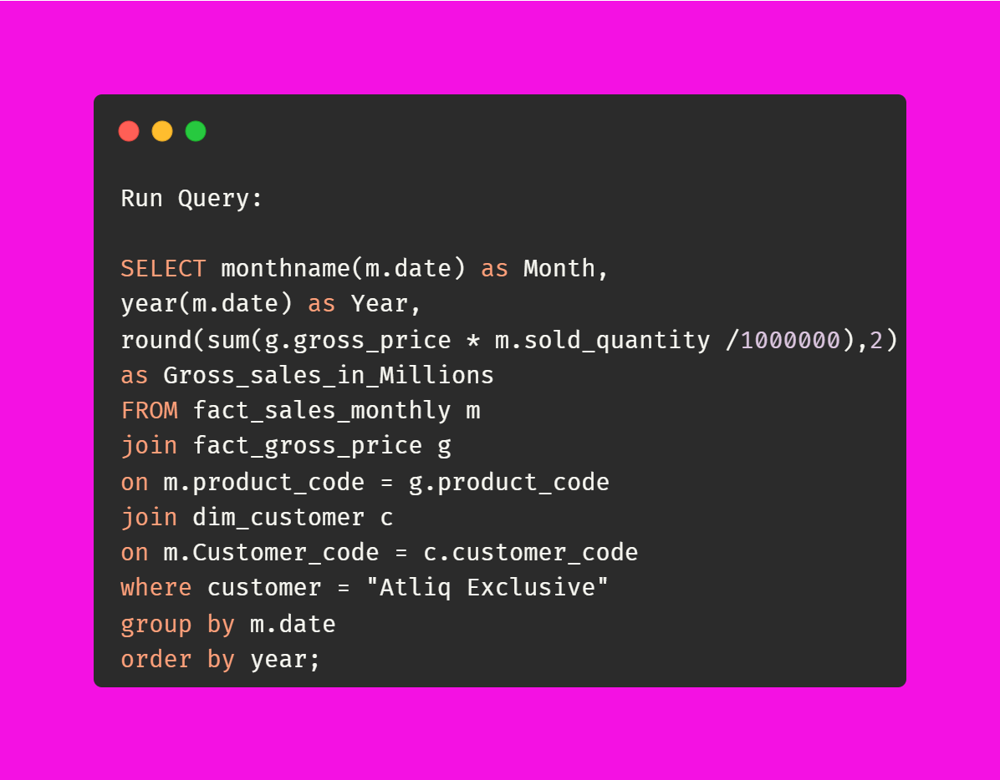 Run Query:
SELECT monthname(m.date) as Month,
year(m.date) as Year,
round(sum(g.gross_price * m.sold_quantity /1000000),2)
as Gross_sales_in_Millions
FROM fact_sales_monthly m
join fact_gross_price g
on m.product_code = g.product_code
join dim_customer c
on m.Customer_code = c.customer_code
where customer = "Atliq Exclusive"
group by m.date
order by year;